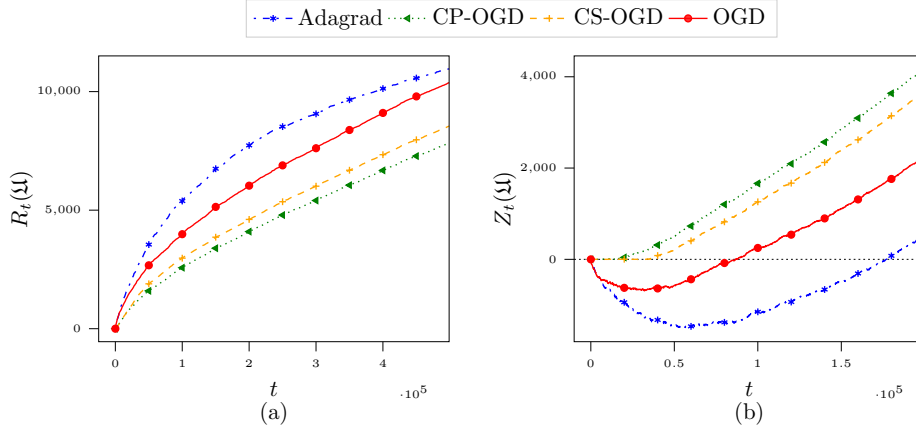 Adagrad CP-OGD CS-OGD OGD
10,000
5,000
0
R_t(𝔘)
0 1 2 3 4
·10^5
t
(a)
4,000
2,000
0
Z_t(𝔘)
0 0.5 1 1.5
·10^5
t
(b)